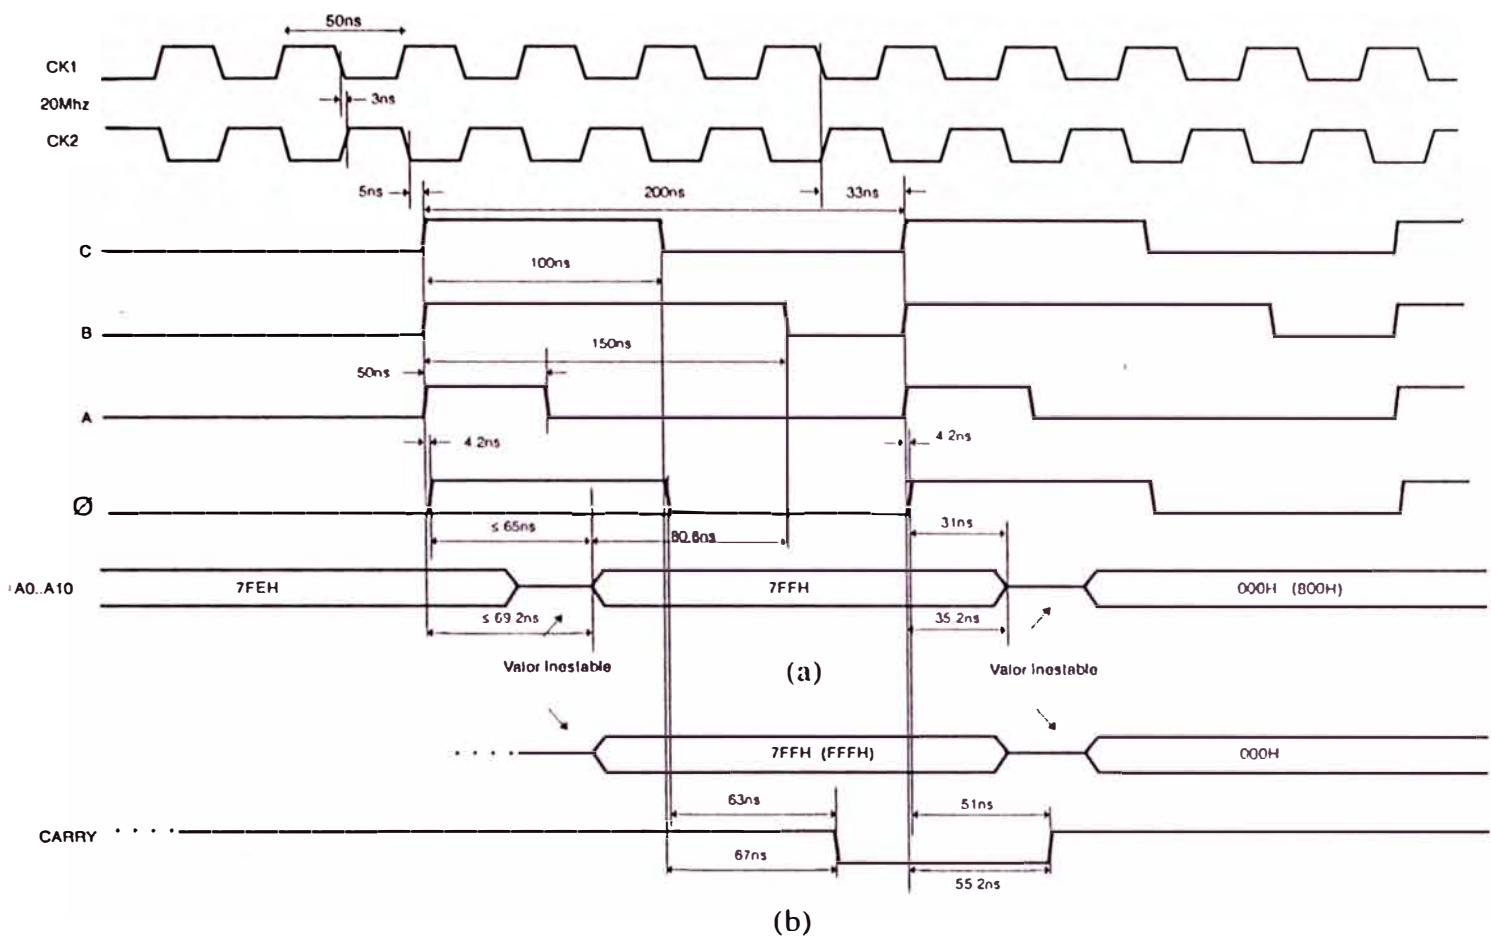 50ns
CK1
20Mhz
3ns
CK2
5ns
200ns
33ns
C
100ns
B
150ns
50ns
A
4.2ns
4.2ns
Ø
≤ 65ns
80.8ns
31ns
A0..A10
7FEH
7FFH
000H (800H)
≤ 69.2ns
35.2ns
Valor Inestable
(a)
Valor Inestable
7FFH (FFFH)
000H
63ns
51ns
CARRY
67ns
55.2ns
(b)